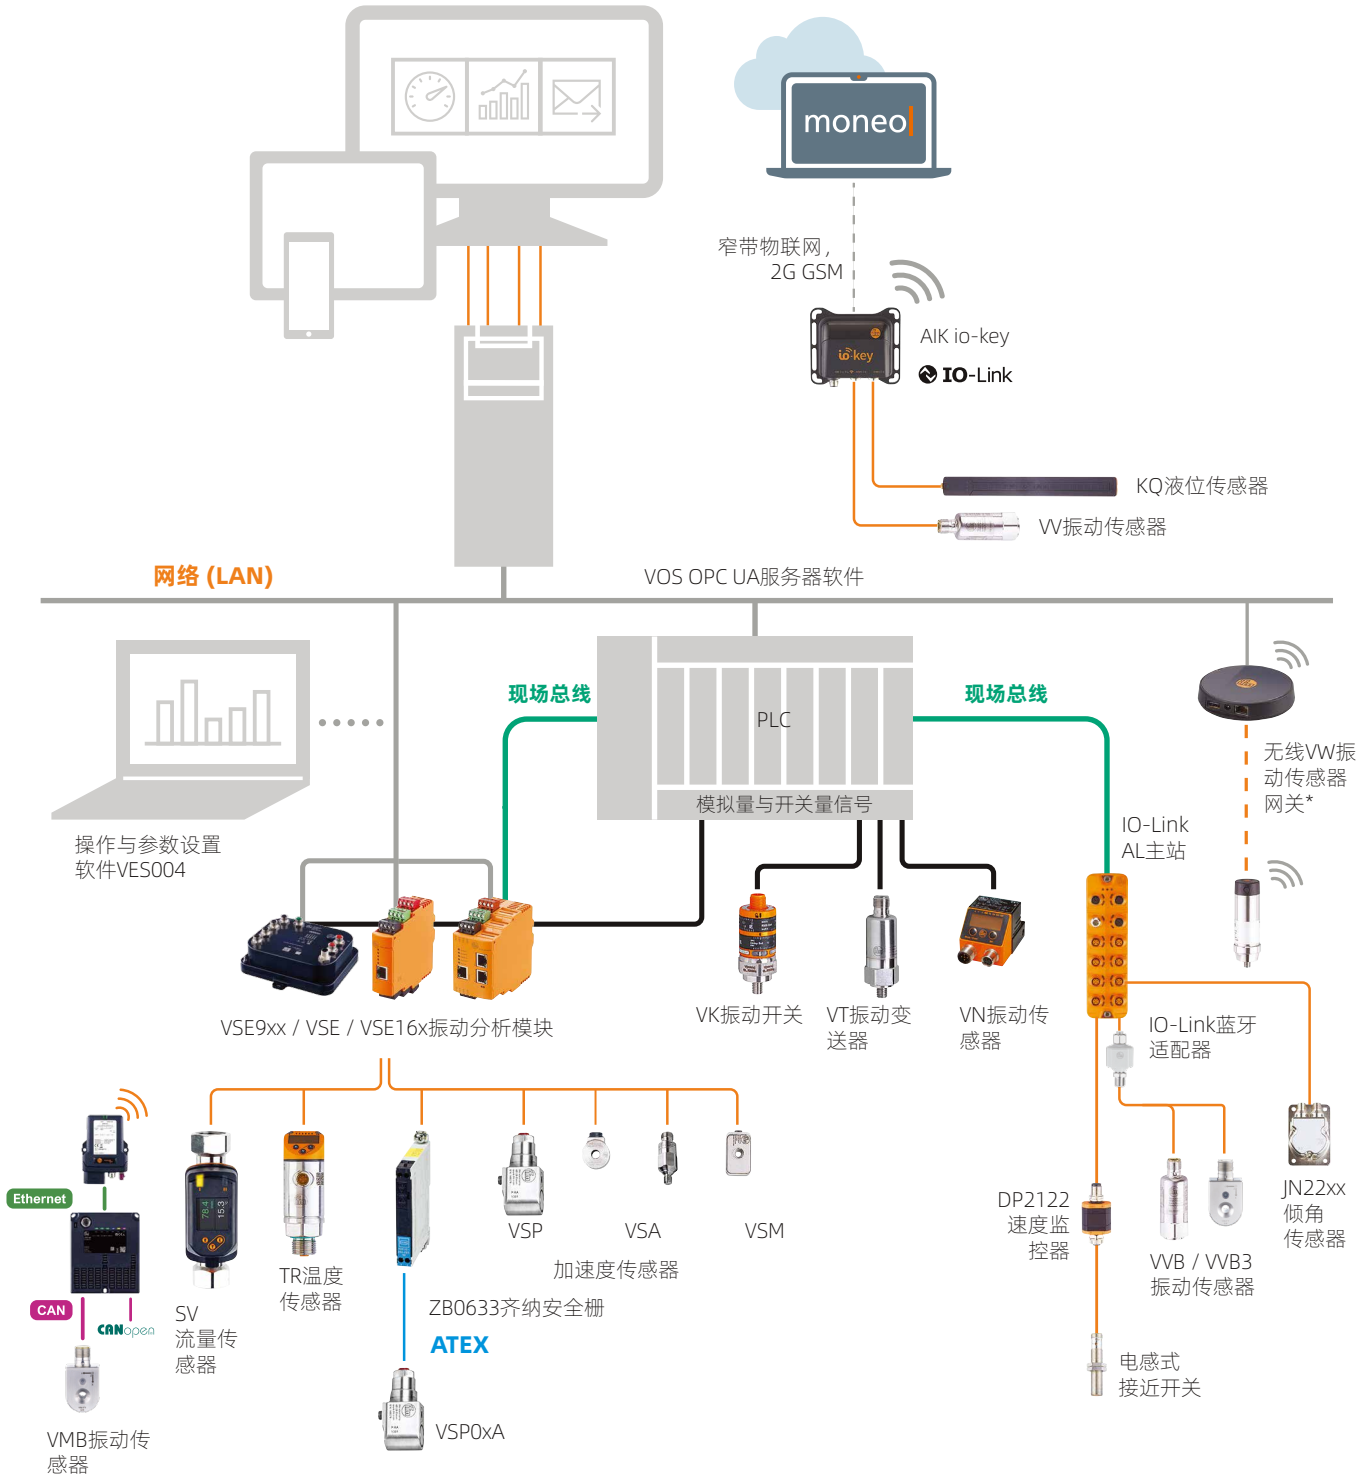 moneo
窄带物联网，
2G GSM
io-key
AIK io-key
IO-Link
KQ液位传感器
VV振动传感器
网络 (LAN)
VOS OPC UA服务器软件
现场总线
PLC
现场总线
模拟量与开关量信号
无线VW振
动传感器
网关*
操作与参数设置
软件VES004
IO-Link
AL主站
VSE9xx / VSE / VSE16x振动分析模块
VK振动开关
VT振动变
送器
VN振动传
感器
IO-Link蓝牙
适配器
Ethernet
CAN
CANopen
VMB振动传
感器
78.4
15.3
SV
流量传
感器
TR温度
传感器
VSP
VSA
VSM
加速度传感器
ZB0633齐纳安全栅
ATEX
VSP0xA
DP2122
速度监
控器
VVB / VVB3
振动传感器
JN22xx
倾角
传感器
电感式
接近开关